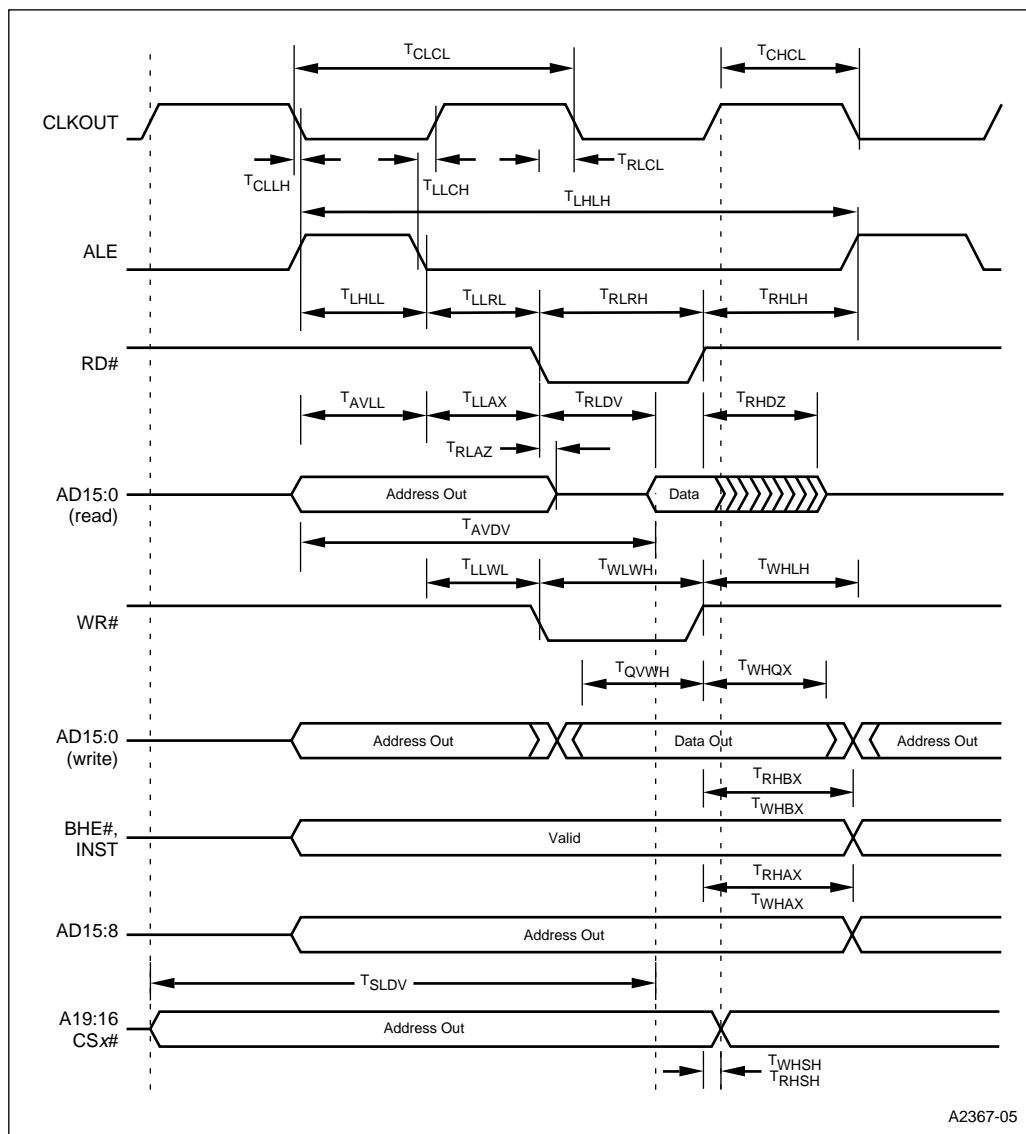 TCLCL
TCHCL
CLKOUT
TCLLH
TLLCH
TRLCL
TLHLH
ALE
TLHLL
TLLRL
TRLRH
TRHLH
RD#
TAVLL
TLLAX
TRLDV
TRHDZ
TRLAZ
AD15:0
(read)
Address Out
Data
TAVDV
TLLWL
TWLWH
TWHLH
WR#
TQVWH
TWHQX
AD15:0
(write)
Address Out
Data Out
Address Out
TRHBX
TWHBX
BHE#,
INST
Valid
TRHAX
TWHAX
AD15:8
Address Out
TSLDV
A19:16
CSx#
Address Out
TWHSH
TRHSH
A2367-05